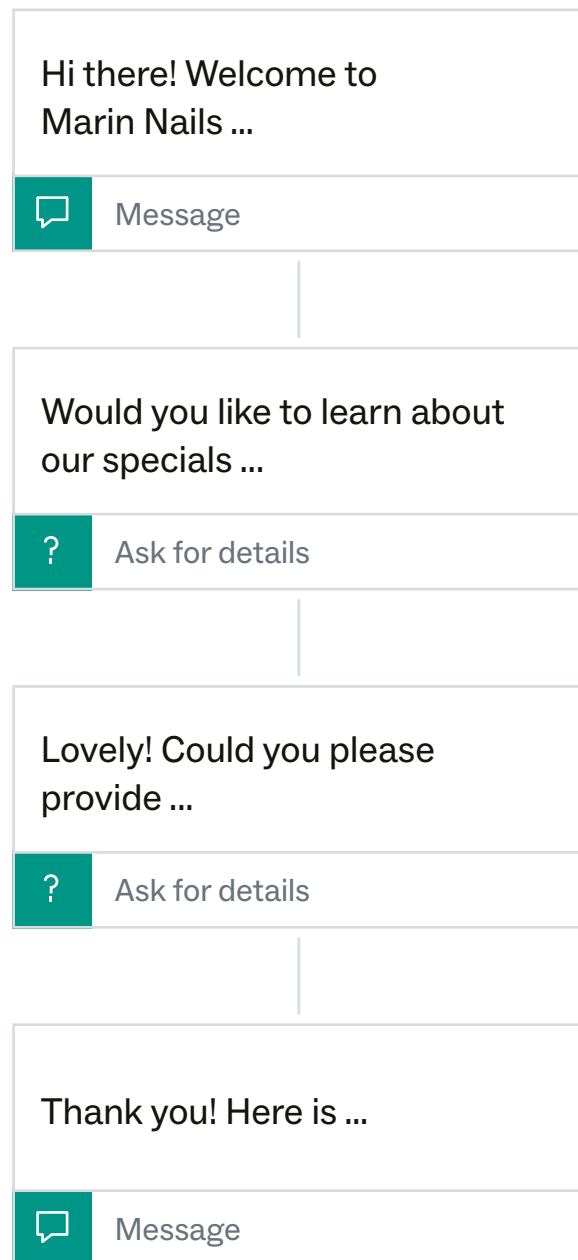 Hi there! Welcome to
Marin Nails ...
Message
Would you like to learn about
our specials ...
?
Ask for details
Lovely! Could you please
provide ...
?
Ask for details
Thank you! Here is ...
Message